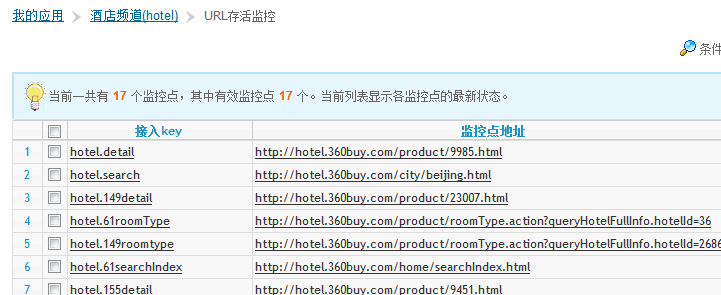 我的应用 > 酒店频道(hotel) > URL存活监控
条件
当前一共有 17 个监控点，其中有效监控点 17 个。当前列表显示各监控点的最新状态。
接入key 监控点地址
1 hotel.detail http://hotel.360buy.com/product/9985.html
2 hotel.search http://hotel.360buy.com/city/beijing.html
3 hotel.149detail http://hotel.360buy.com/product/23007.html
4 hotel.61roomType http://hotel.360buy.com/product/roomType.action?queryHotelFullInfo.hotelId=36
5 hotel.149roomtype http://hotel.360buy.com/product/roomType.action?queryHotelFullInfo.hotelId=2686
6 hotel.61searchIndex http://hotel.360buy.com/home/searchIndex.html
7 hotel.155detail http://hotel.360buy.com/product/9451.html